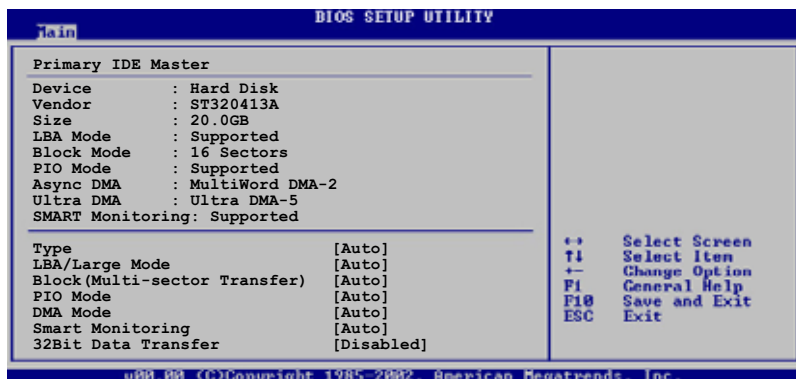 BIOS SETUP UTILITY
Main
Primary IDE Master
Device : Hard Disk
Vendor : ST320413A
Size : 20.0GB
LBA Mode : Supported
Block Mode : 16 Sectors
PIO Mode : Supported
Async DMA : MultiWord DMA-2
Ultra DMA : Ultra DMA-5
SMART Monitoring: Supported
Type [Auto]
LBA/Large Mode [Auto]
Block(Multi-sector Transfer) [Auto]
PIO Mode [Auto]
DMA Mode [Auto]
Smart Monitoring [Auto]
32Bit Data Transfer [Disabled]
↔ Select Screen
↑↓ Select Item
+- Change Option
F1 General Help
F10 Save and Exit
ESC Exit
v00.00 (C)Copyright 1985-2002, American Megatrends, Inc.